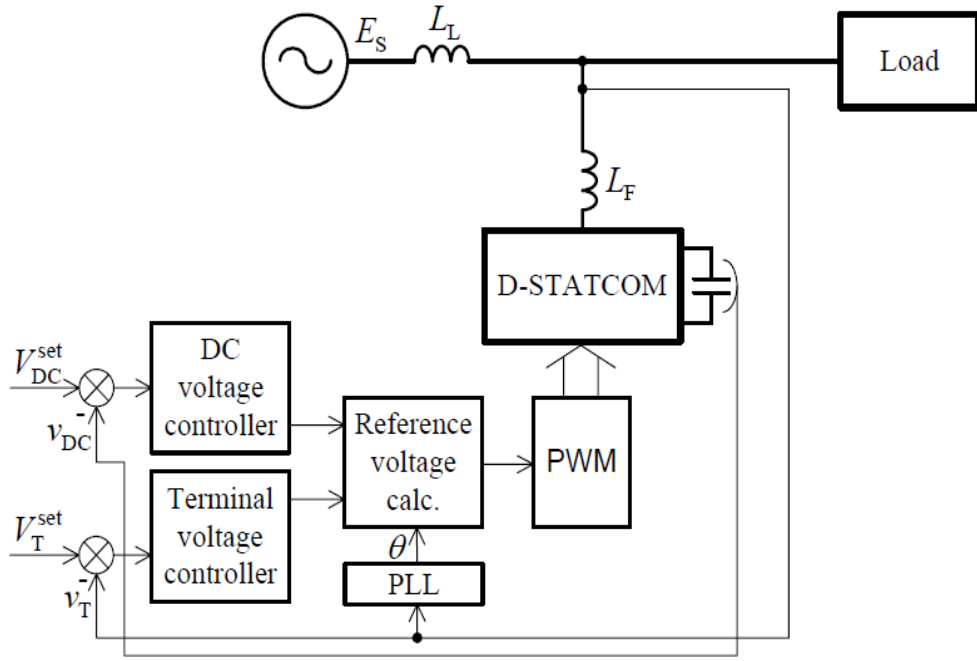 E_S
L_L
Load
L_F
D-STATCOM
V_DC^set
-
v_DC
DC
voltage
controller
Reference
voltage
calc.
PWM
V_T^set
-
v_T
Terminal
voltage
controller
θ
PLL